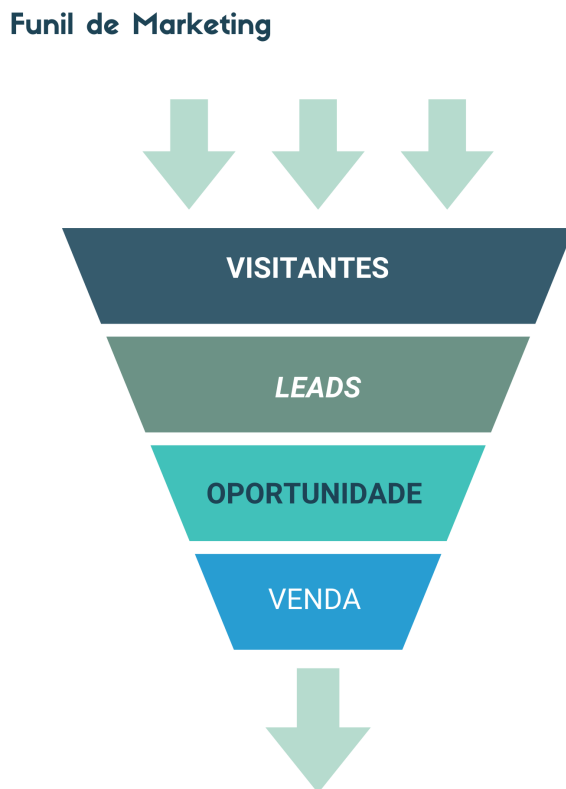 Funil de Marketing
VISITANTES
LEADS
OPORTUNIDADE
VENDA